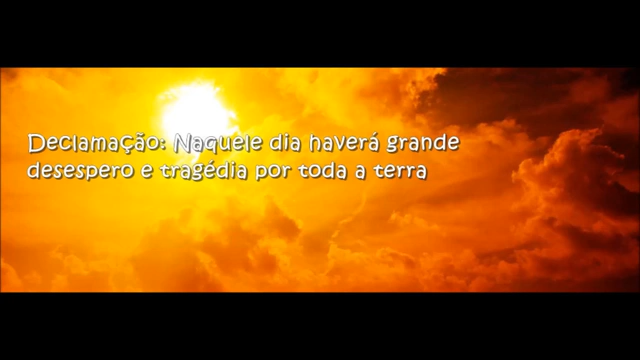 Declamação: Naquele dia haverá grande
desespero e tragédia por toda a terra